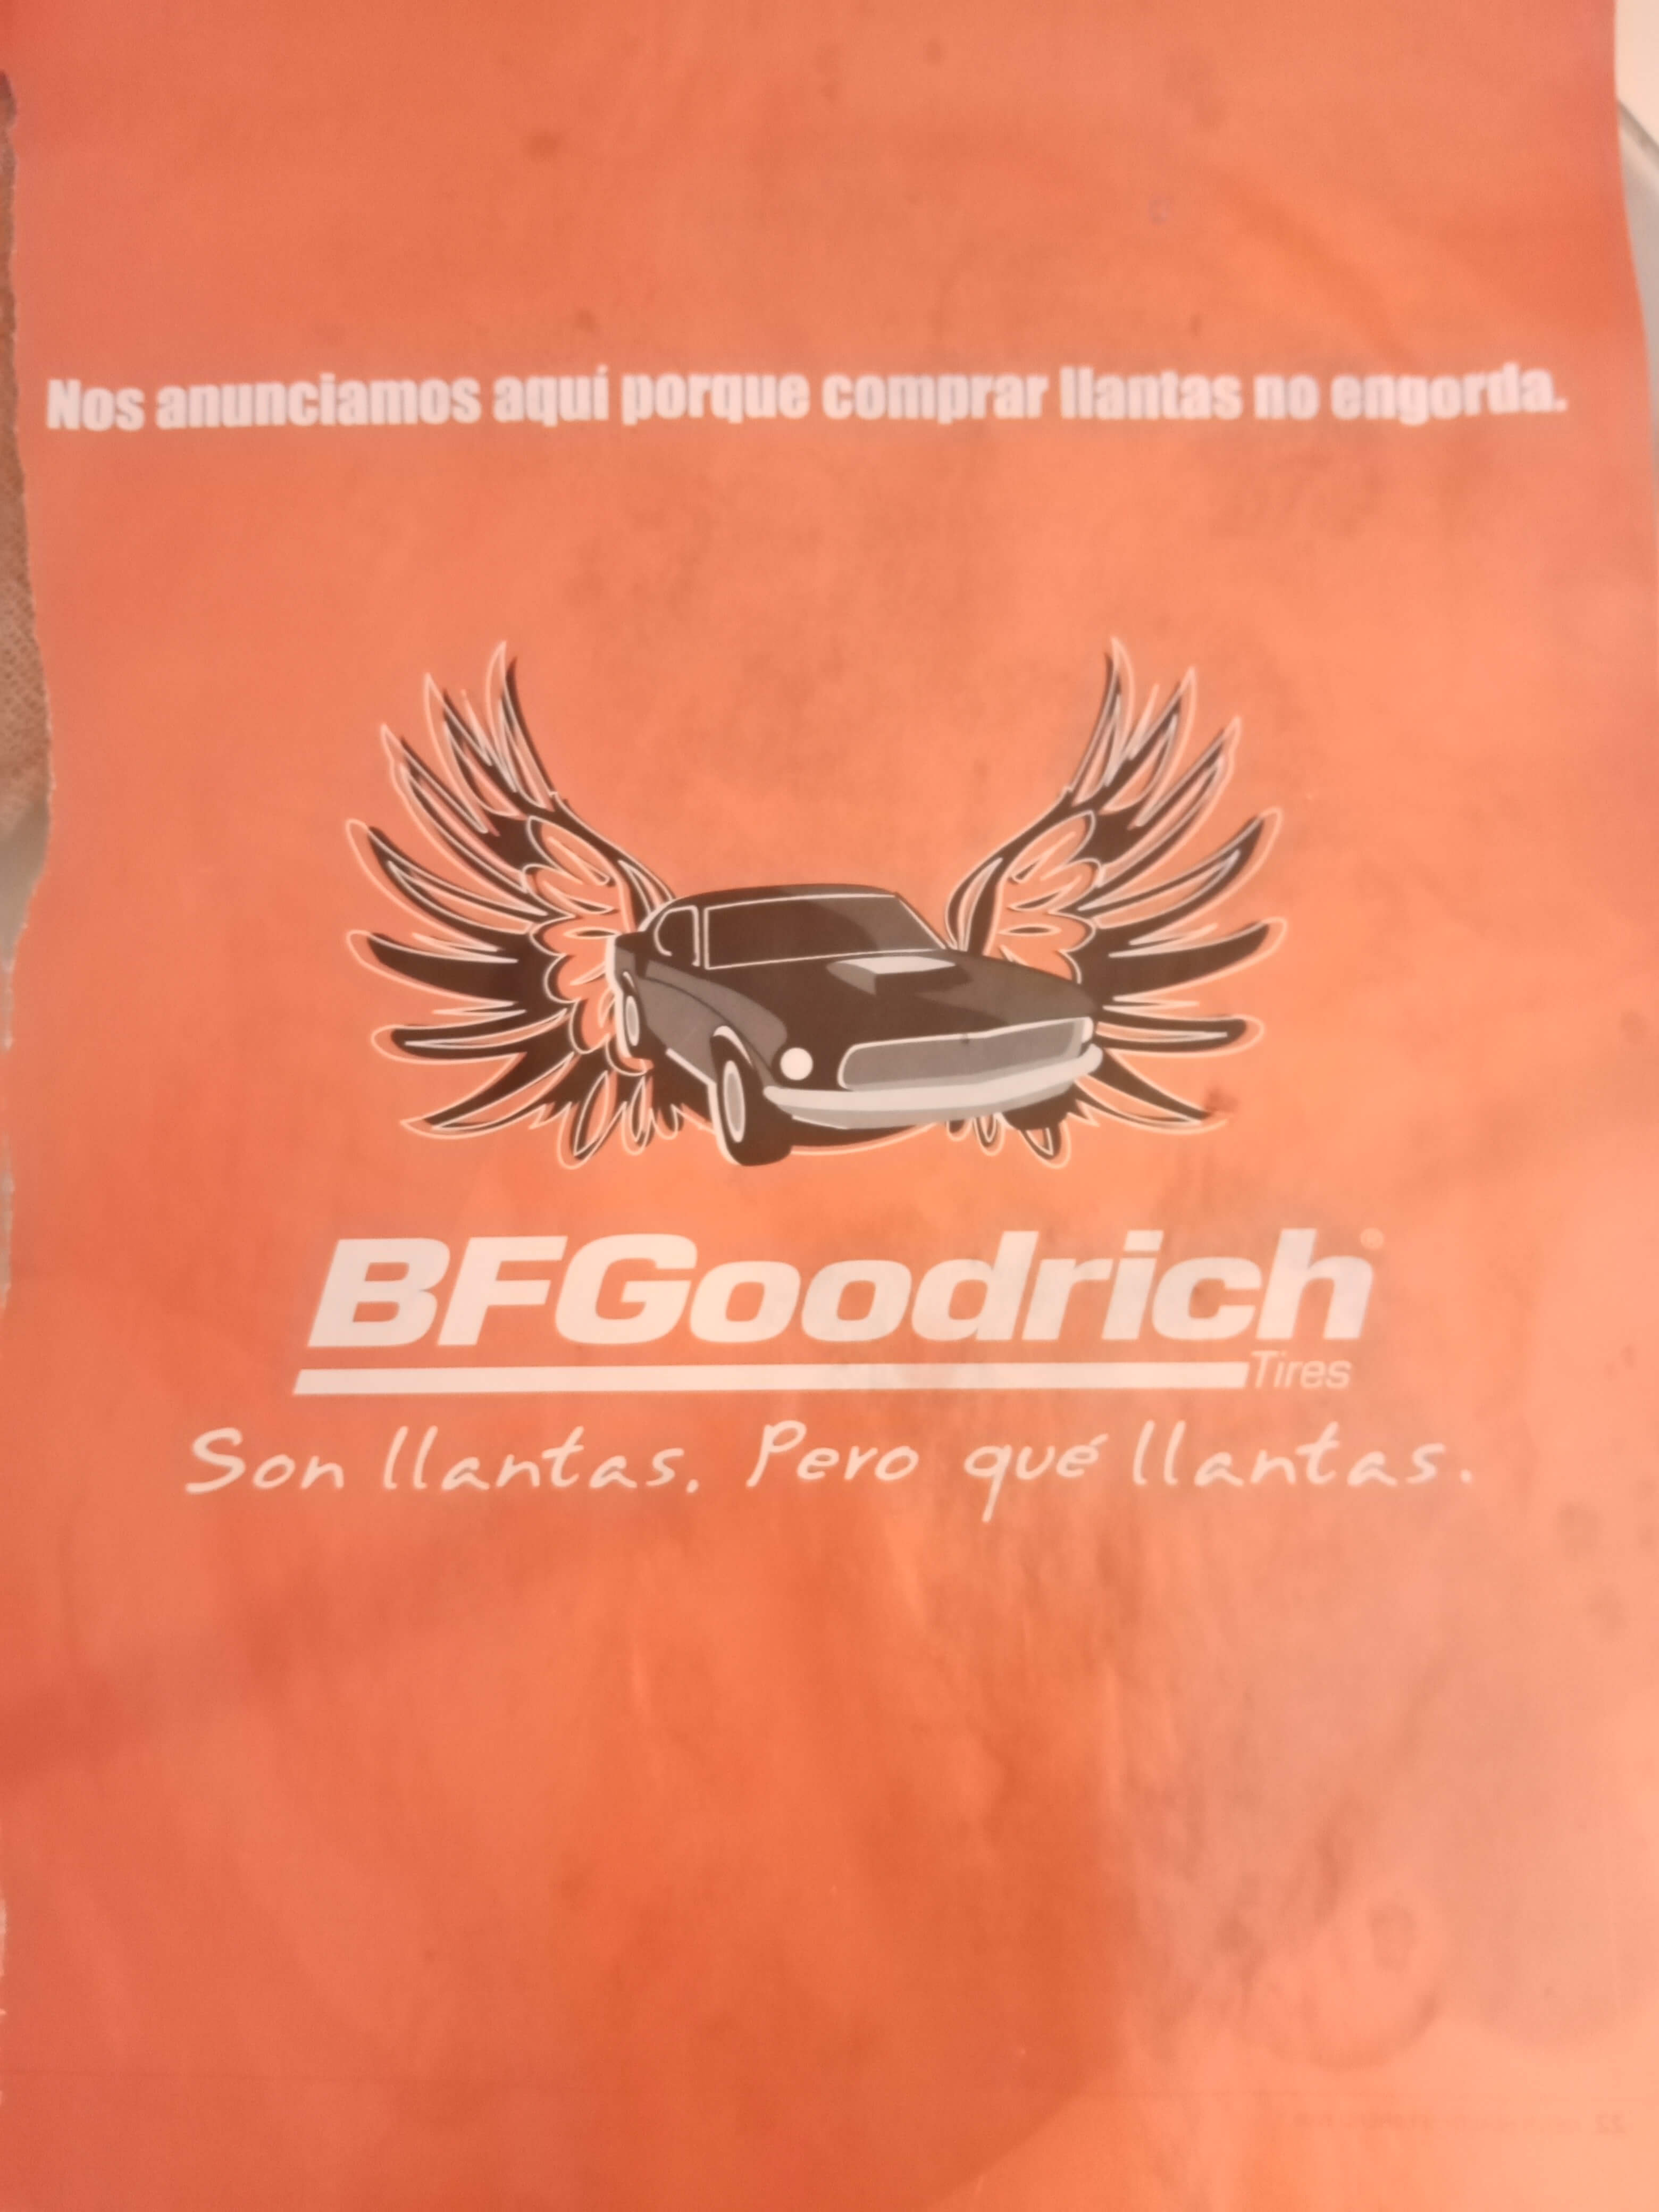 Nos anunciamos aquí porque comprar llantas no engorda.
BFGoodrich®
Tires
Son llantas. Pero qué llantas.